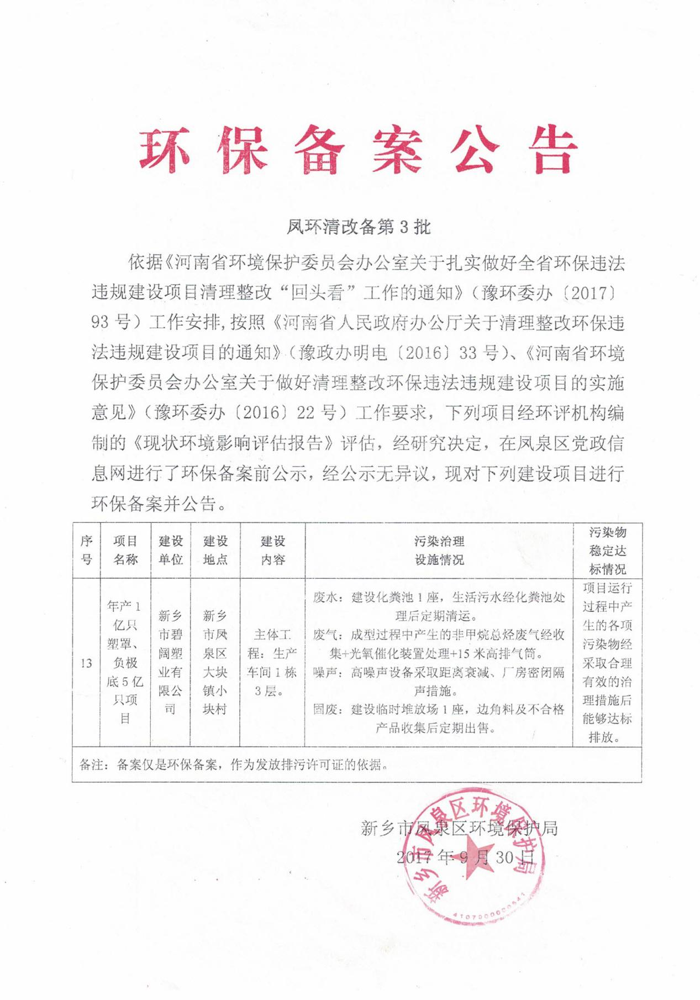 环保备案公告
凤环清改备第 3 批
依据《河南省环境保护委员会办公室关于扎实做好全省环保违法
违规建设项目清理整改“回头看”工作的通知》（豫环委办〔2017〕
93 号）工作安排,按照《河南省人民政府办公厅关于清理整改环保违
法违规建设项目的通知》（豫政办明电〔2016〕33 号）、《河南省环境
保护委员会办公室关于做好清理整改环保违法违规建设项目的实施
意见》（豫环委办〔2016〕22 号）工作要求，下列项目经环评机构编
制的《现状环境影响评估报告》评估，经研究决定，在凤泉区党政信
息网进行了环保备案前公示，经公示无异议，现对下列建设项目进行
环保备案并公告。
序
号
项目
名称
建设
单位
建设
地点
建设
内容
污染治理
设施情况
污染物
稳定达
标情况
13
年产 1
亿只
塑罩、
负极
底 5 亿
只项
目
新乡
市碧
阔塑
业有
限公
司
新乡
市凤
泉区
大块
镇小
块村
主体工
程：生产
车间 1 栋
3 层。
废水：建设化粪池 1 座，生活污水经化粪池处
理后定期清运。
废气：成型过程中产生的非甲烷总烃废气经收
集+光氧催化装置处理+15 米高排气筒。
噪声：高噪声设备采取距离衰减、厂房密闭隔
声措施。
固废：建设临时堆放场 1 座，边角料及不合格
产品收集后定期出售。
项目运行
过程中产
生的各项
污染物经
采取合理
有效的治
理措施后
能够达标
排放。
备注：备案仅是环保备案，作为发放排污许可证的依据。
新乡市凤泉区环境保护局
2017 年 9 月 30 日
新乡市凤泉区环境保护局
4107000000541